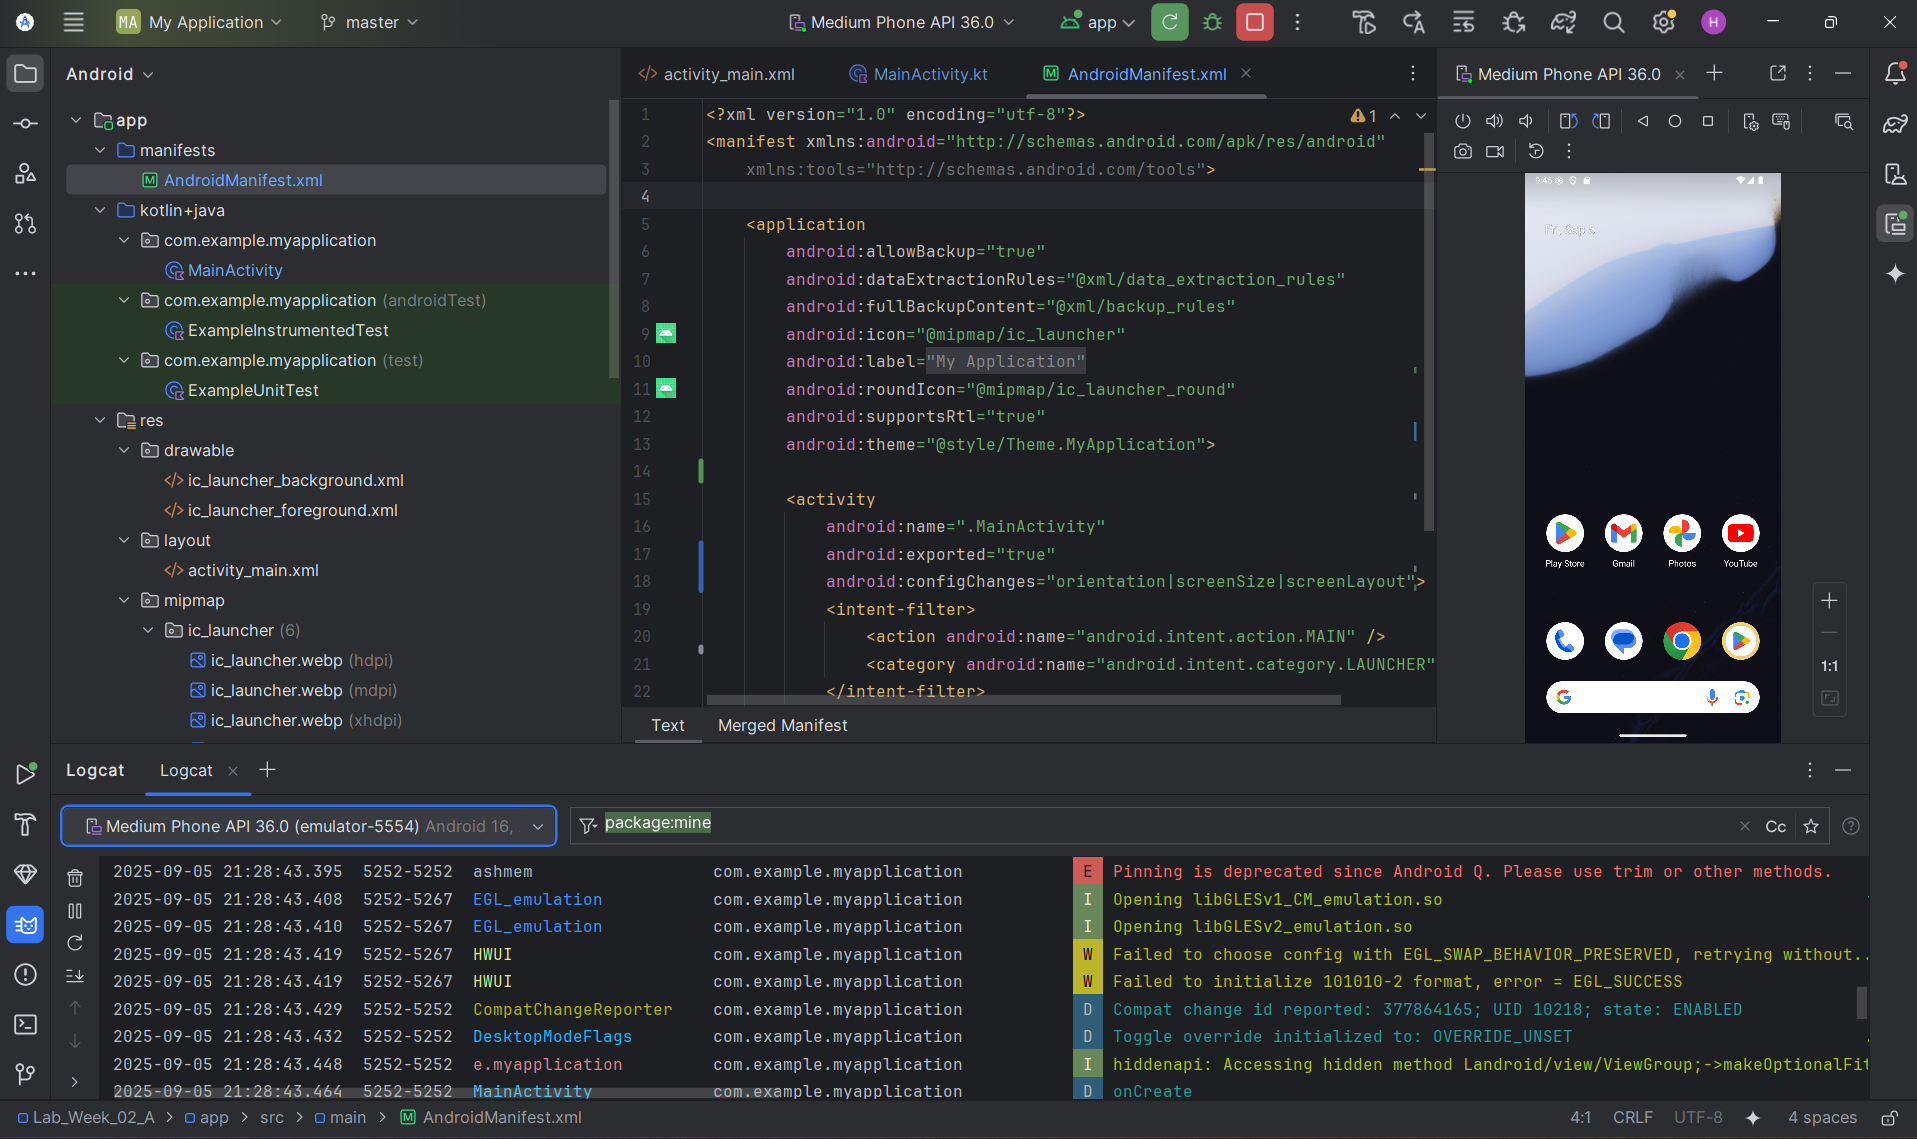 MA My Application master Medium Phone API 36.0 app H
Android
app
manifests
AndroidManifest.xml
kotlin+java
com.example.myapplication
MainActivity
com.example.myapplication (androidTest)
ExampleInstrumentedTest
com.example.myapplication (test)
ExampleUnitTest
res
drawable
ic_launcher_background.xml
ic_launcher_foreground.xml
layout
activity_main.xml
mipmap
ic_launcher (6)
ic_launcher.webp (hdpi)
ic_launcher.webp (mdpi)
ic_launcher.webp (xhdpi)
activity_main.xml MainActivity.kt AndroidManifest.xml
1
1 <?xml version="1.0" encoding="utf-8"?>
2 <manifest xmlns:android="http://schemas.android.com/apk/res/android"
3 xmlns:tools="http://schemas.android.com/tools">
4
5 <application
6 android:allowBackup="true"
7 android:dataExtractionRules="@xml/data_extraction_rules"
8 android:fullBackupContent="@xml/backup_rules"
9 android:icon="@mipmap/ic_launcher"
10 android:label="My Application"
11 android:roundIcon="@mipmap/ic_launcher_round"
12 android:supportsRtl="true"
13 android:theme="@style/Theme.MyApplication">
14
15 <activity
16 android:name=".MainActivity"
17 android:exported="true"
18 android:configChanges="orientation|screenSize|screenLayout">
19 <intent-filter>
20 <action android:name="android.intent.action.MAIN" />
21 <category android:name="android.intent.category.LAUNCHER"
22 </intent-filter>
Text Merged Manifest
Medium Phone API 36.0
9:46
Fri, Sep 5
Play Store Gmail Photos YouTube
1:1
Logcat Logcat
Medium Phone API 36.0 (emulator-5554) Android 16,
package:mine
Cc
2025-09-05 21:28:43.395 5252-5252 ashmem com.example.myapplication E Pinning is deprecated since Android Q. Please use trim or other methods.
2025-09-05 21:28:43.408 5252-5267 EGL_emulation com.example.myapplication I Opening libGLESv1_CM_emulation.so
2025-09-05 21:28:43.410 5252-5267 EGL_emulation com.example.myapplication I Opening libGLESv2_emulation.so
2025-09-05 21:28:43.419 5252-5267 HWUI com.example.myapplication W Failed to choose config with EGL_SWAP_BEHAVIOR_PRESERVED, retrying without..
2025-09-05 21:28:43.419 5252-5267 HWUI com.example.myapplication W Failed to initialize 101010-2 format, error = EGL_SUCCESS
2025-09-05 21:28:43.429 5252-5252 CompatChangeReporter com.example.myapplication D Compat change id reported: 377864165; UID 10218; state: ENABLED
2025-09-05 21:28:43.432 5252-5252 DesktopModeFlags com.example.myapplication D Toggle override initialized to: OVERRIDE_UNSET
2025-09-05 21:28:43.448 5252-5252 e.myapplication com.example.myapplication I hiddenapi: Accessing hidden method Landroid/view/ViewGroup;->makeOptionalFit
2025-09-05 21:28:43.464 5252-5252 MainActivity com.example.myapplication D onCreate
Lab_Week_02_A > app > src > main > AndroidManifest.xml
4:1 CRLF UTF-8 4 spaces